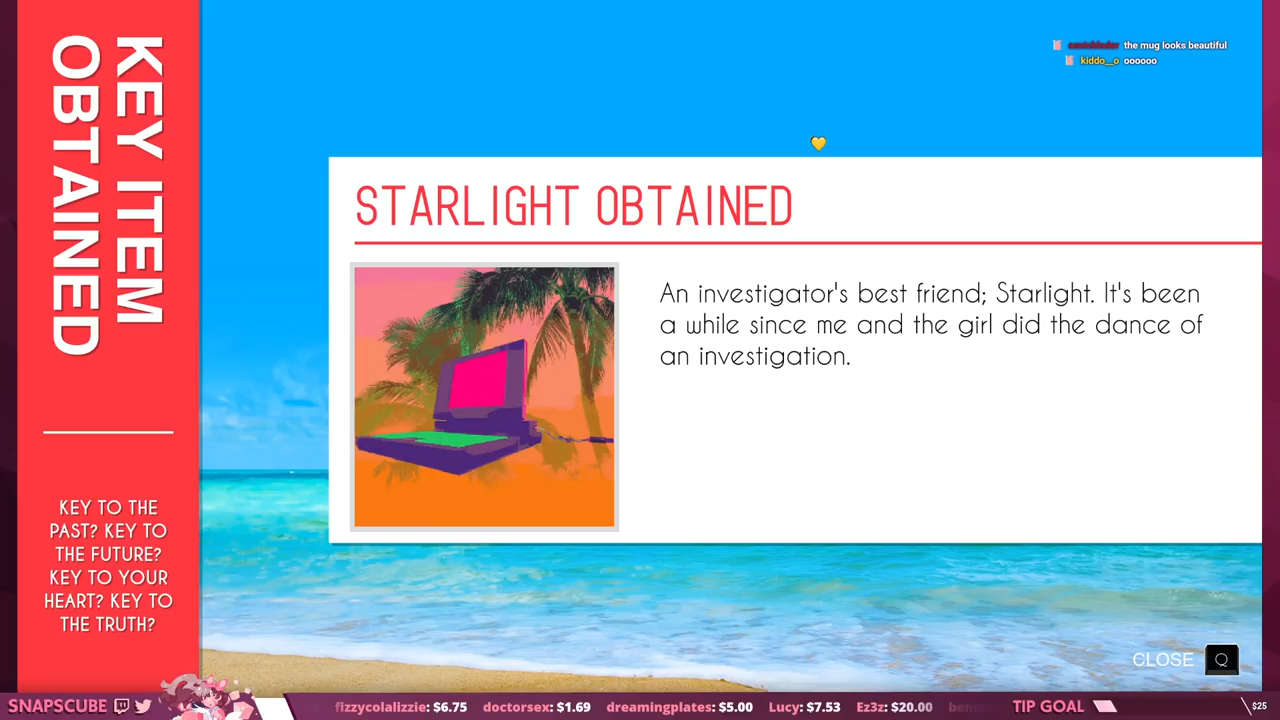 KEY ITEM
OBTAINED
KEY TO THE
PAST? KEY TO
THE FUTURE?
KEY TO YOUR
HEART? KEY TO
THE TRUTH?
the mug looks beautiful
kiddo__o oooooo
STARLIGHT OBTAINED
An investigator's best friend; Starlight. It's been
a while since me and the girl did the dance of
an investigation.
CLOSE Q
SNAPSCUBE
fizzycolalizzie: $6.75 doctorsex: $1.69 dreamingplates: $5.00 Lucy: $7.53 Ez3z: $20.00
TIP GOAL
$25